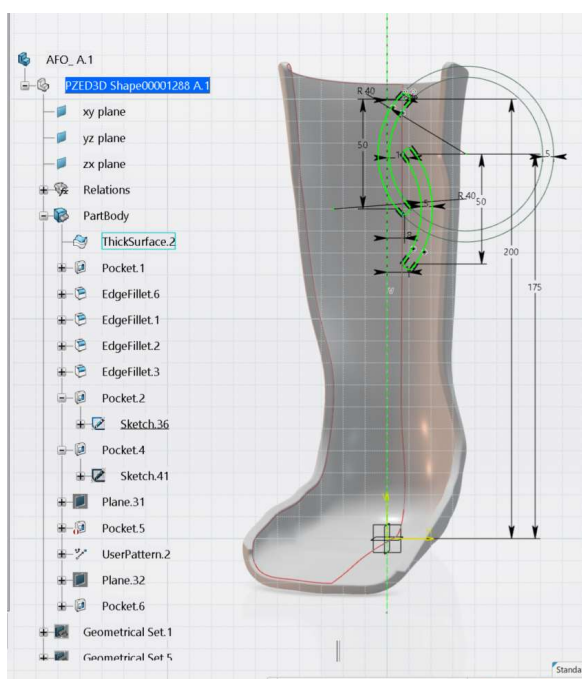 AFO_ A.1
PZED3D Shape00001288 A.1
xy plane
yz plane
zx plane
Relations
PartBody
ThickSurface.2
Pocket.1
EdgeFillet.6
EdgeFillet.1
EdgeFillet.2
EdgeFillet.3
Pocket.2
Sketch.36
Pocket.4
Sketch.41
Plane.31
Pocket.5
UserPattern.2
Plane.32
Pocket.6
Geometrical Set.1
Geometrical Set.5
R 40
50
5
R 40
50
200
175
Standa